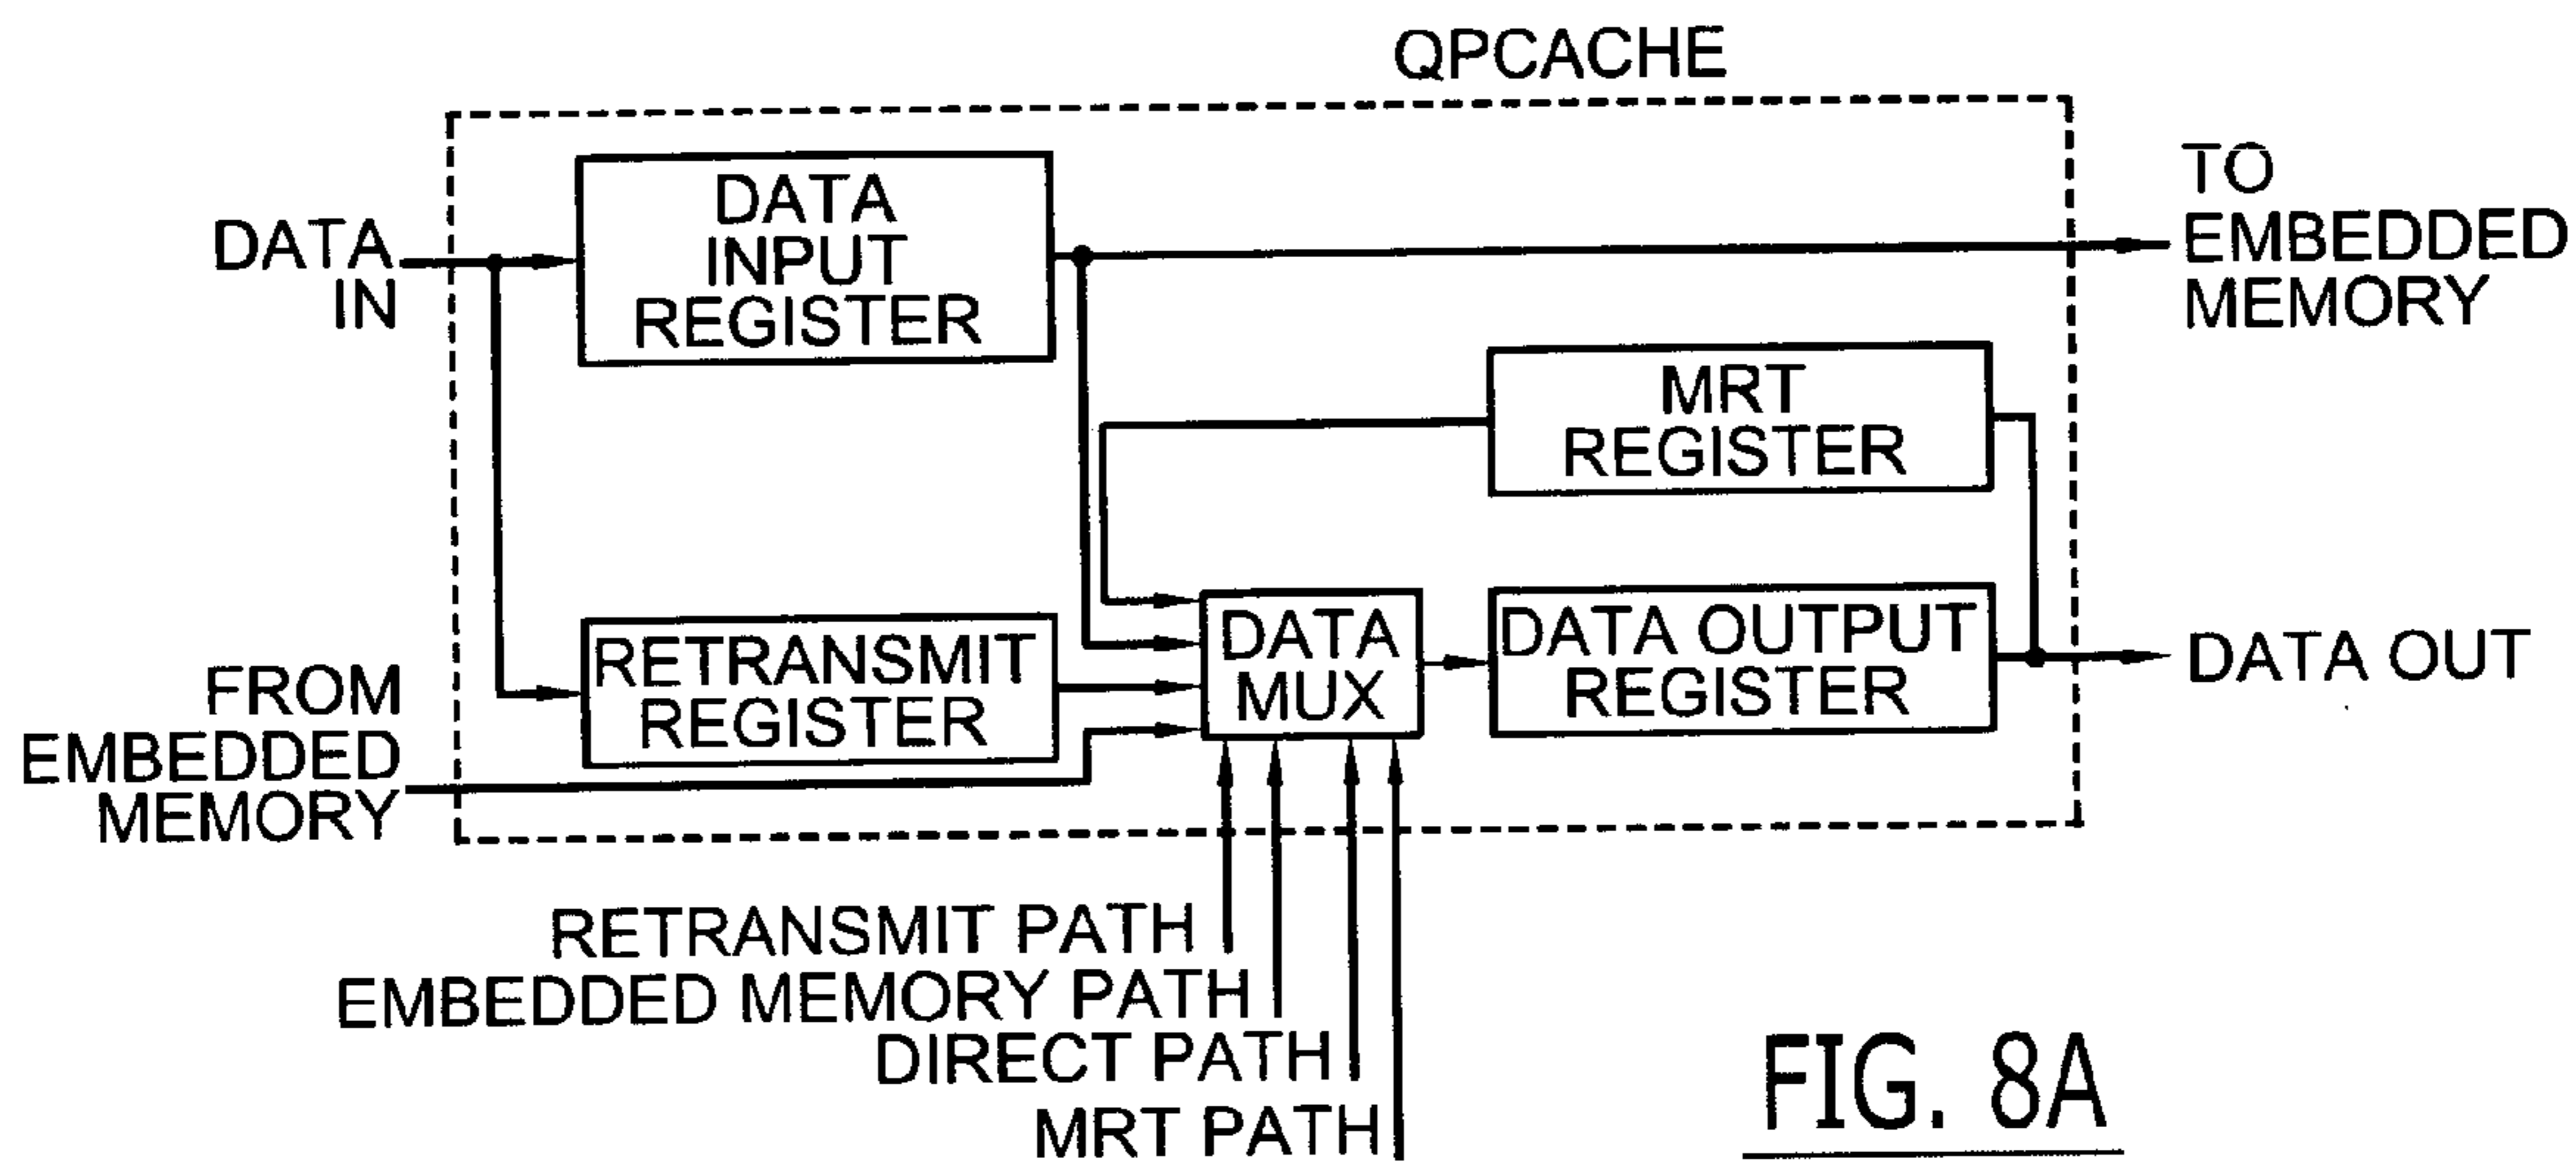 QPCACHE
DATA
IN
DATA
INPUT
REGISTER
TO
EMBEDDED
MEMORY
MRT
REGISTER
FROM
EMBEDDED
MEMORY
RETRANSMIT
REGISTER
DATA
MUX
DATA OUTPUT
REGISTER
DATA OUT
RETRANSMIT PATH
EMBEDDED MEMORY PATH
DIRECT PATH
MRT PATH
FIG. 8A